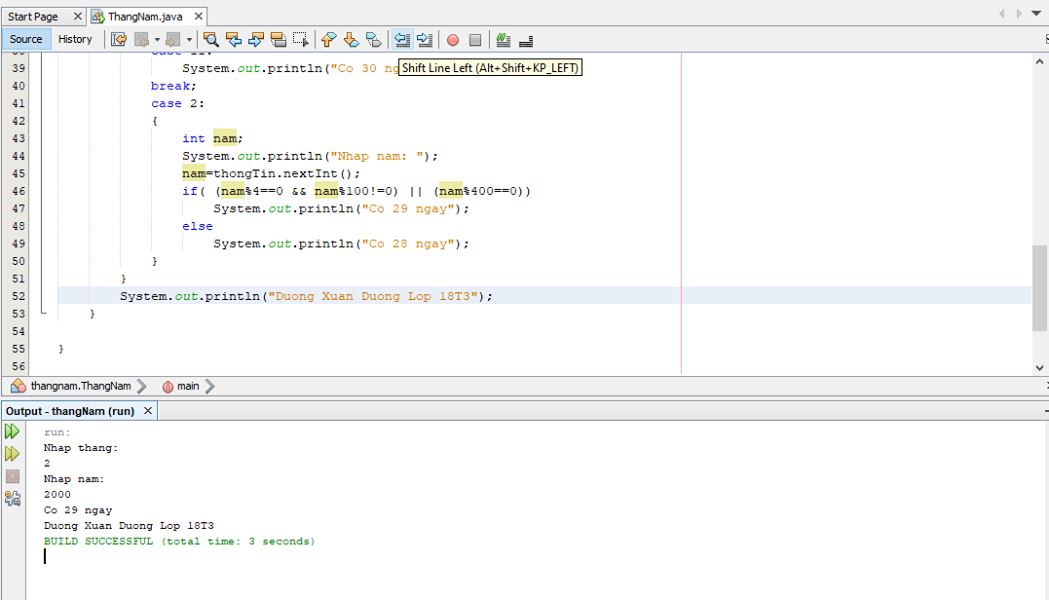 Start Page
ThangNam.java
Source History
39 System.out.println("Co 30 ng
Shift Line Left (Alt+Shift+KP_LEFT)
40 break;
41 case 2:
42 {
43 int nam;
44 System.out.println("Nhap nam: ");
45 nam=thongTin.nextInt();
46 if( (nam%4==0 && nam%100!=0) || (nam%400==0))
47 System.out.println("Co 29 ngay");
48 else
49 System.out.println("Co 28 ngay");
50 }
51 }
52 System.out.println("Duong Xuan Duong Lop 18T3");
53 }
54
55 }
56
thangnam.ThangNam main
Output - thangNam (run)
run:
Nhap thang:
2
Nhap nam:
2000
Co 29 ngay
Duong Xuan Duong Lop 18T3
BUILD SUCCESSFUL (total time: 3 seconds)